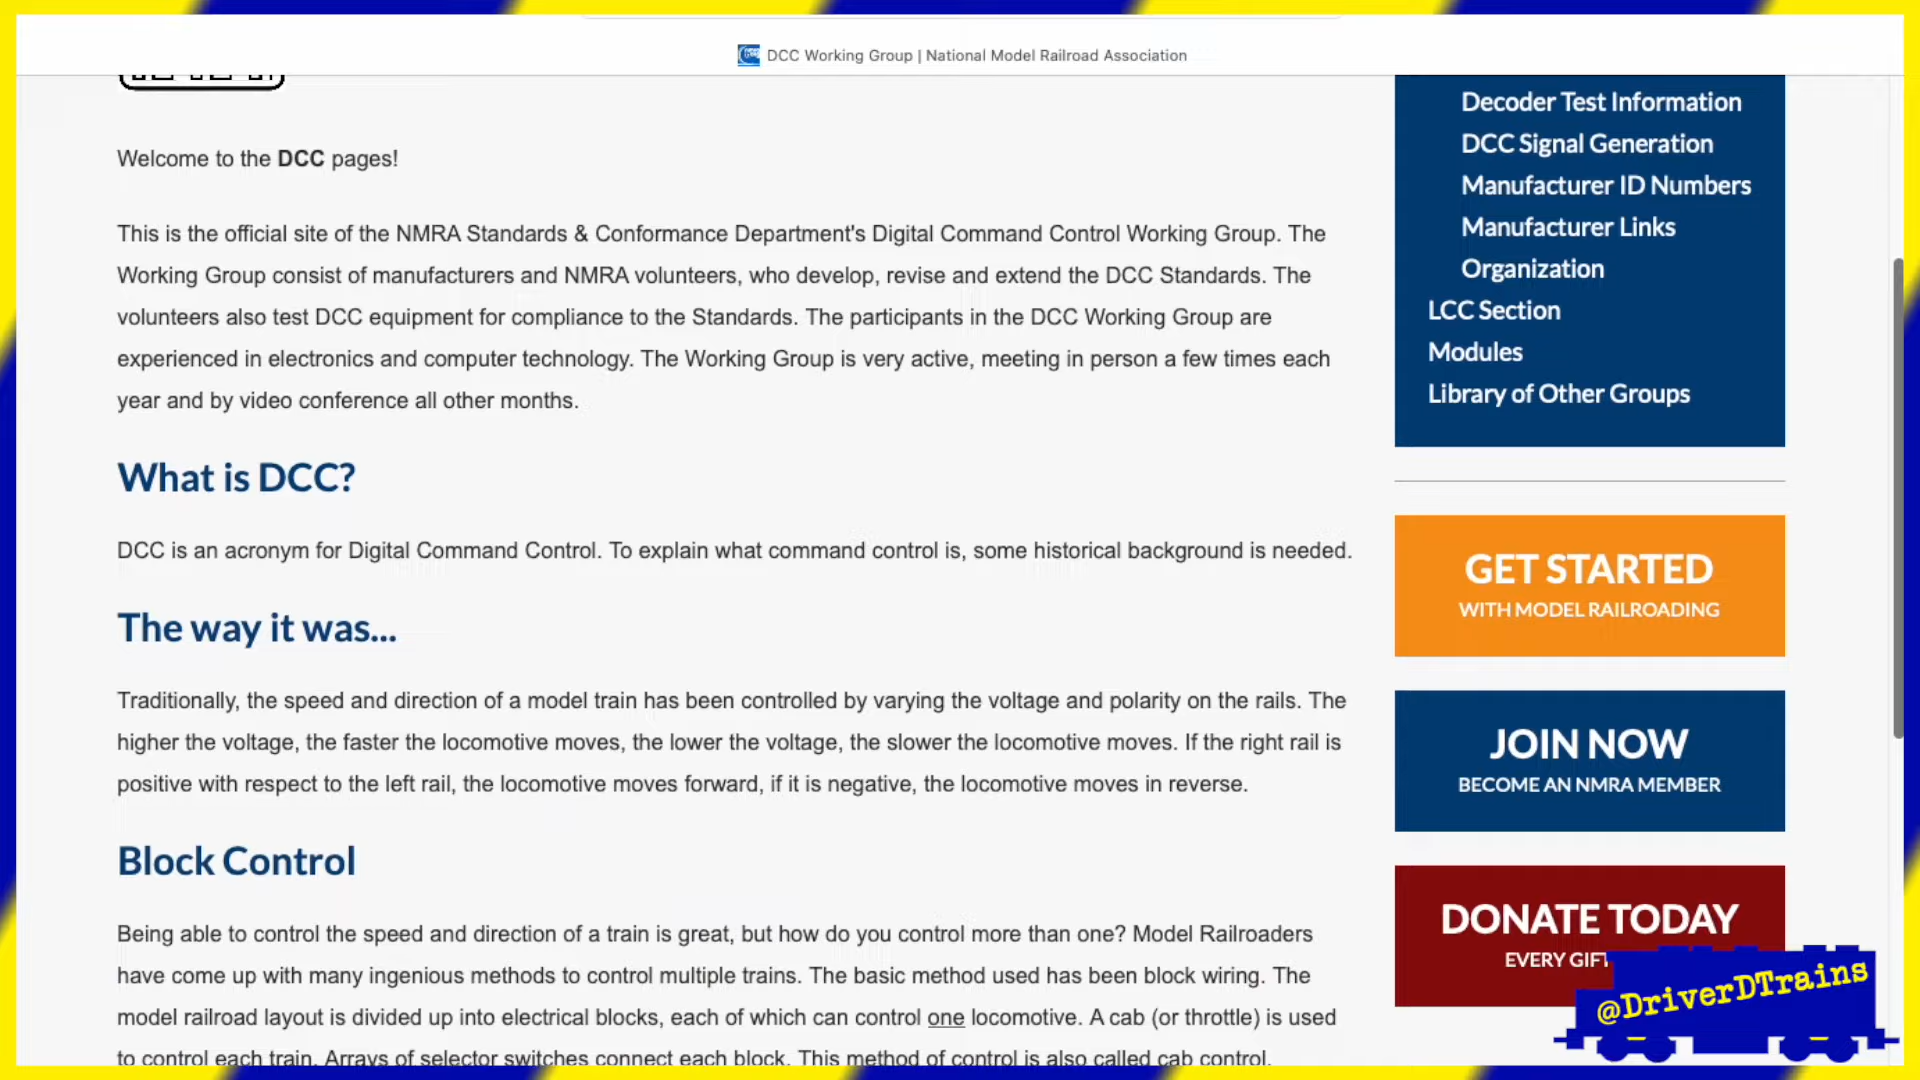 DCC Working Group | National Model Railroad Association
Welcome to the DCC pages!
This is the official site of the NMRA Standards & Conformance Department's Digital Command Control Working Group. The
Working Group consist of manufacturers and NMRA volunteers, who develop, revise and extend the DCC Standards. The
volunteers also test DCC equipment for compliance to the Standards. The participants in the DCC Working Group are
experienced in electronics and computer technology. The Working Group is very active, meeting in person a few times each
year and by video conference all other months.
What is DCC?
DCC is an acronym for Digital Command Control. To explain what command control is, some historical background is needed.
The way it was...
Traditionally, the speed and direction of a model train has been controlled by varying the voltage and polarity on the rails. The
higher the voltage, the faster the locomotive moves, the lower the voltage, the slower the locomotive moves. If the right rail is
positive with respect to the left rail, the locomotive moves forward, if it is negative, the locomotive moves in reverse.
Block Control
Being able to control the speed and direction of a train is great, but how do you control more than one? Model Railroaders
have come up with many ingenious methods to control multiple trains. The basic method used has been block wiring. The
model railroad layout is divided up into electrical blocks, each of which can control one locomotive. A cab (or throttle) is used
to control each train. Arrays of selector switches connect each block. This method of control is also called cab control.
Decoder Test Information
DCC Signal Generation
Manufacturer ID Numbers
Manufacturer Links
Organization
LCC Section
Modules
Library of Other Groups
GET STARTED
WITH MODEL RAILROADING
JOIN NOW
BECOME AN NMRA MEMBER
DONATE TODAY
EVERY GIF
@DriverDTrains